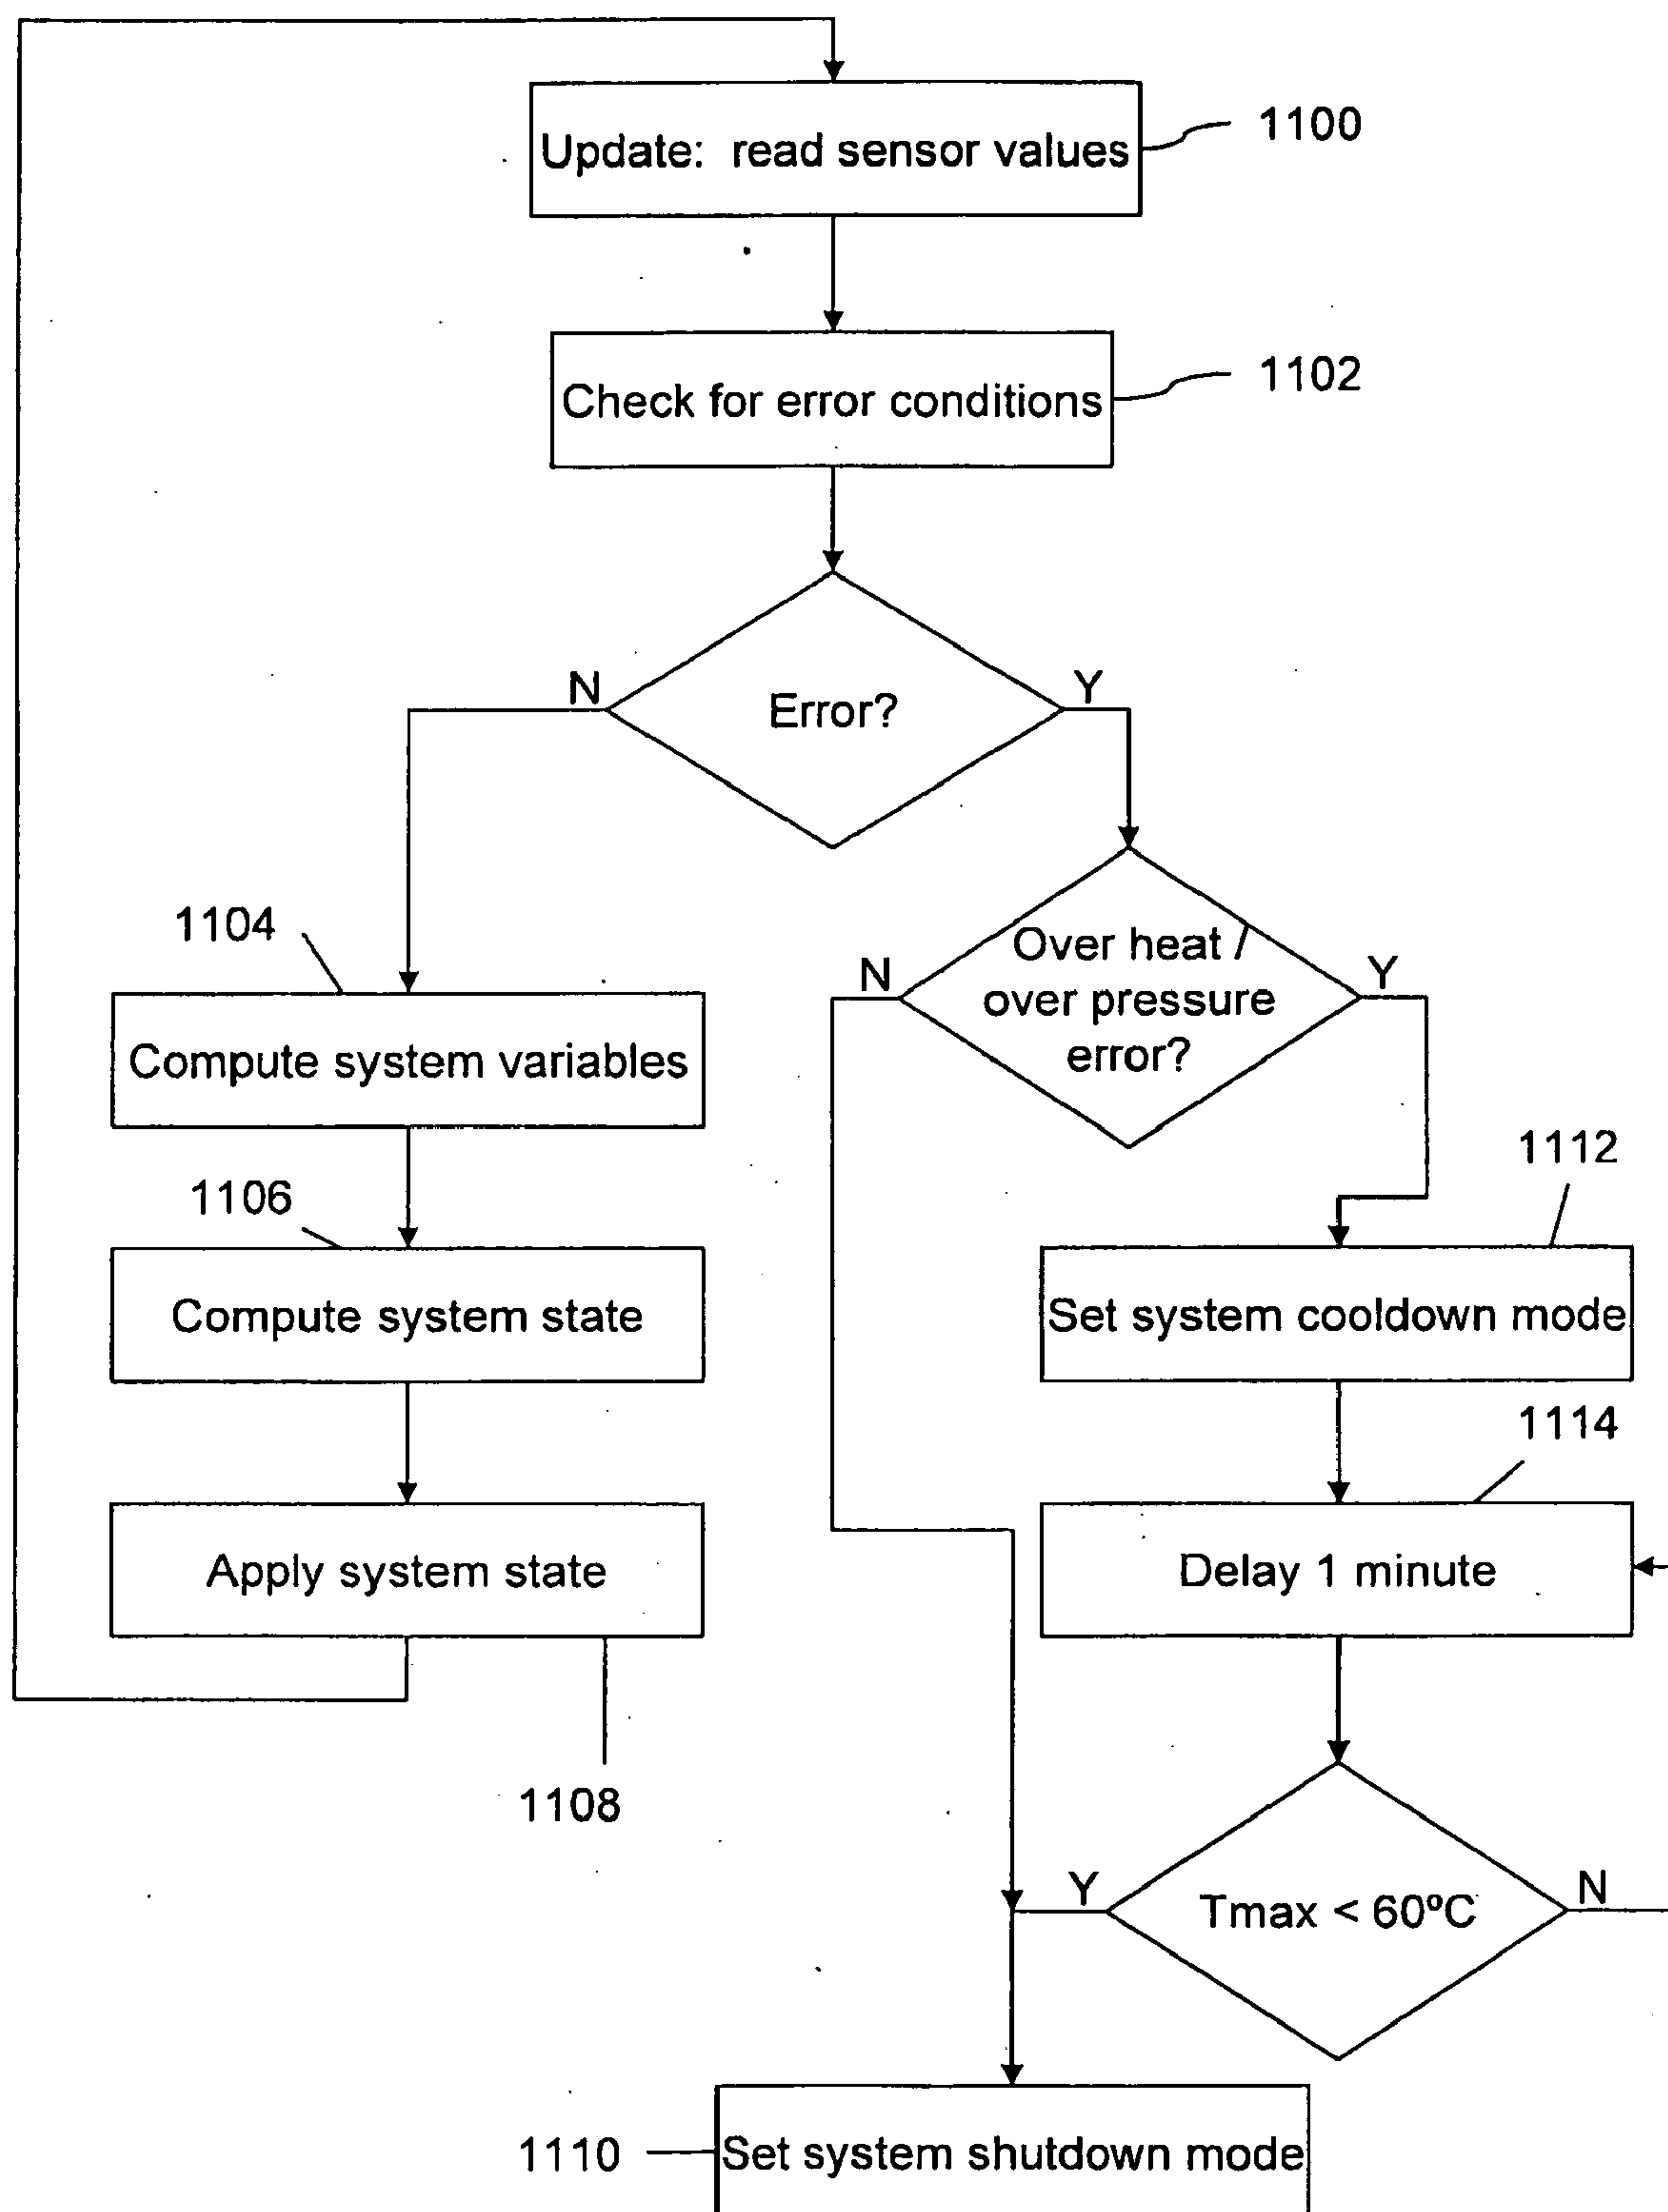 Update: read sensor values
1100
Check for error conditions
1102
Error?
N
Y
Over heat /
over pressure
error?
N
Y
1104
Compute system variables
1106
Compute system state
Apply system state
1108
1112
Set system cooldown mode
1114
Delay 1 minute
Tmax < 60ºC
Y
N
1110
Set system shutdown mode